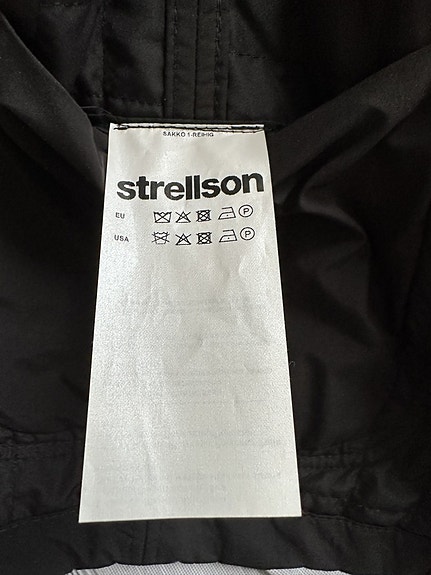 SAKKO 1-REIHIG
strellson
EU
P
USA
P